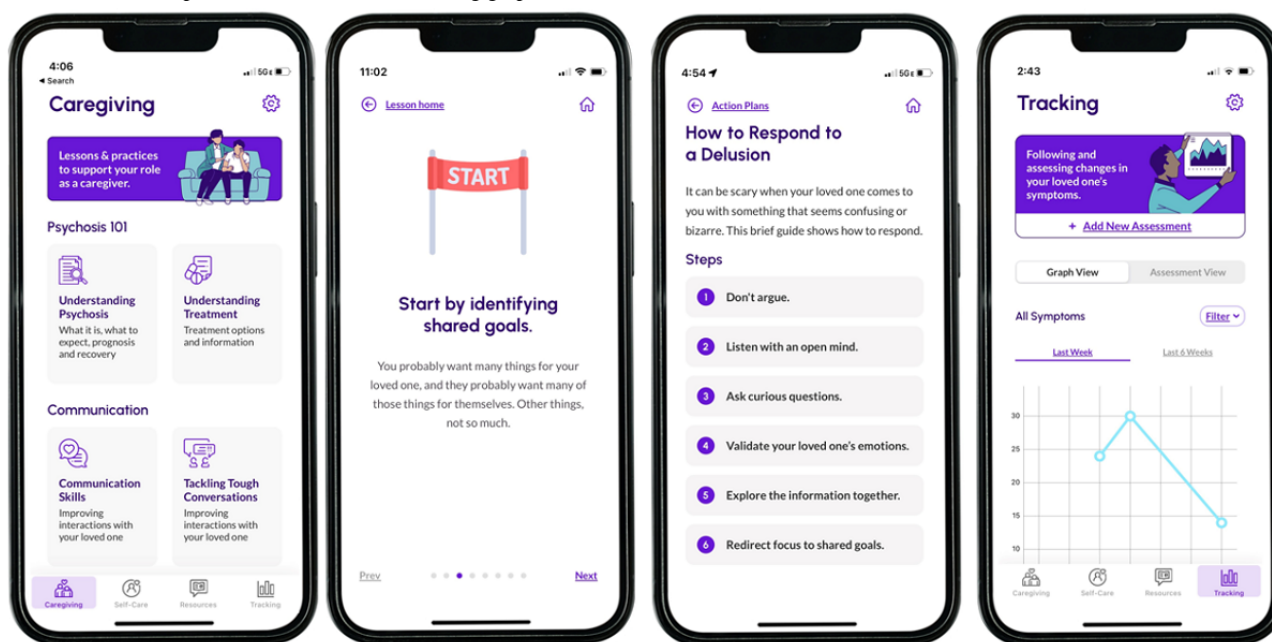 4:06
5GE
Search
Caregiving
Lessons & practices
to support your role
as a caregiver.
Psychosis 101
Understanding
Psychosis
What it is, what to
expect, prognosis
and recovery
Understanding
Treatment
Treatment options
and information
Communication
Communication
Skills
Improving
interactions with
your loved one
Tackling Tough
Conversations
Improving
interactions with
your loved one
Caregiving
Self-Care
Resources
Tracking
11:02
Lesson home
START
Start by identifying
shared goals.
You probably want many things for your
loved one, and they probably want many of
those things for themselves. Other things,
not so much.
Prev
Next
4:54
5GE
Action Plans
How to Respond to
a Delusion
It can be scary when your loved one comes to
you with something that seems confusing or
bizarre. This brief guide shows how to respond.
Steps
1 Don't argue.
2 Listen with an open mind.
3 Ask curious questions.
4 Validate your loved one's emotions.
5 Explore the information together.
6 Redirect focus to shared goals.
2:43
Tracking
Following and
assessing changes in
your loved one's
symptoms.
+ Add New Assessment
Graph View
Assessment View
All Symptoms
Filter
Last Week
Last 6 Weeks
30
25
20
15
10
Caregiving
Self-Care
Resources
Tracking